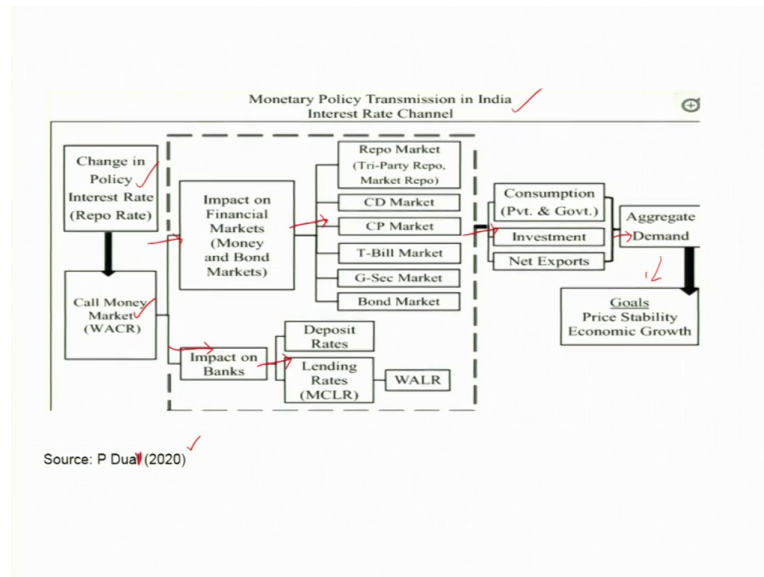 Monetary Policy Transmission in India
Interest Rate Channel
Change in
Policy
Interest Rate
(Repo Rate)
Call Money
Market
(WACR)
Impact on
Financial
Markets
(Money
and Bond
Markets)
Impact on
Banks
Repo Market
(Tri-Party Repo,
Market Repo)
CD Market
CP Market
T-Bill Market
G-Sec Market
Bond Market
Deposit
Rates
Lending
Rates
(MCLR)
WALR
Consumption
(Pvt. & Govt.)
Investment
Net Exports
Aggregate
Demand
Goals
Price Stability
Economic Growth
Source: P Dua (2020)